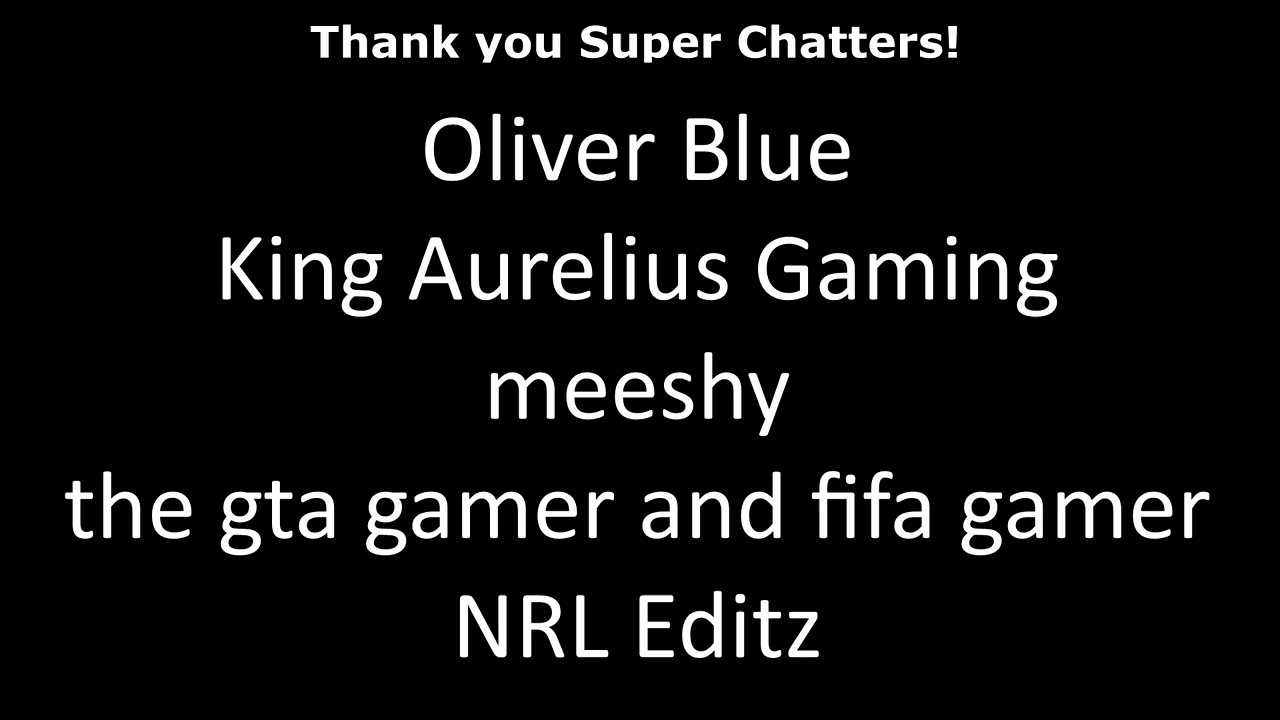 Thank you Super Chatters!
Oliver Blue
King Aurelius Gaming
meeshy
the gta gamer and fifa gamer
NRL Editz